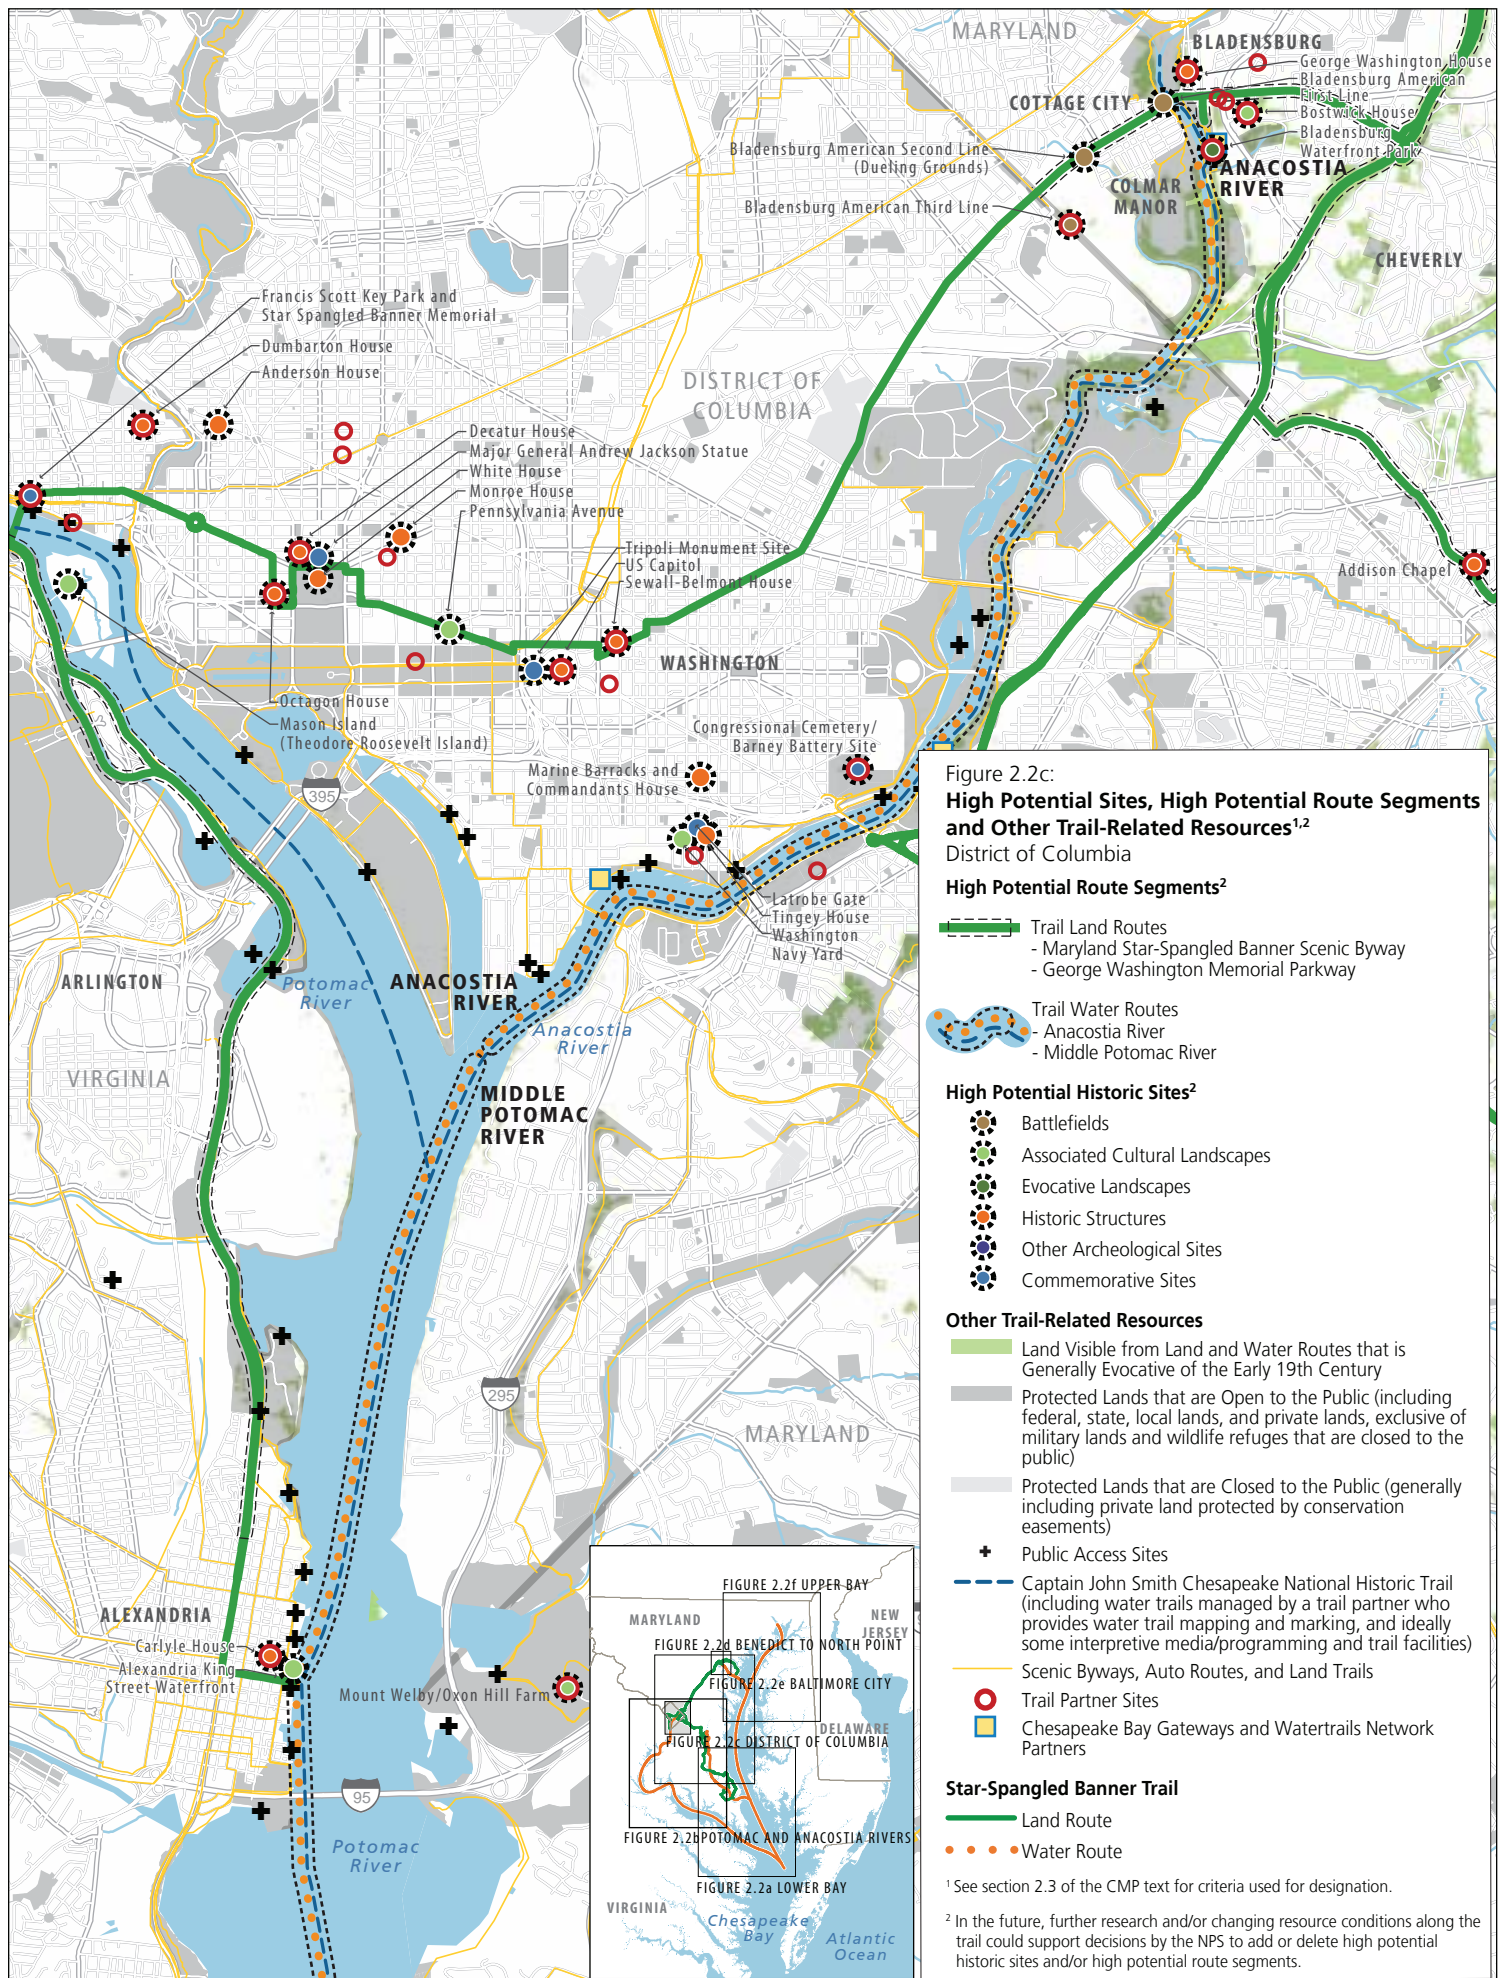 MARYLAND
BLADENSBURG
George Washington House
Bladensburg American
First Line
Bostwick House
Bladensburg
Waterfront Park
COTTAGE CITY
Bladensburg American Second Line
(Dueling Grounds)
ANACOSTIA
RIVER
COLMAR
MANOR
Bladensburg American Third Line
CHEVERLY
Francis Scott Key Park and
Star Spangled Banner Memorial
Dumbarton House
Anderson House
DISTRICT OF
COLUMBIA
Decatur House
Major General Andrew Jackson Statue
White House
Monroe House
Pennsylvania Avenue
Tripoli Monument Site
US Capitol
Sewall-Belmont House
Addison Chapel
WASHINGTON
Octagon House
Mason Island
(Theodore Roosevelt Island)
Congressional Cemetery/
Barney Battery Site
Marine Barracks and
Commandants House
395
Latrobe Gate
Tingey House
Washington
Navy Yard
ARLINGTON
Potomac
River
ANACOSTIA
RIVER
Anacostia
River
VIRGINIA
MIDDLE
POTOMAC
RIVER
295
MARYLAND
ALEXANDRIA
Carlyle House
Alexandria King
Street Waterfront
Mount Welby/Oxon Hill Farm
95
Potomac
River
Figure 2.2c:
High Potential Sites, High Potential Route Segments
and Other Trail-Related Resources1,2
District of Columbia
High Potential Route Segments2
Trail Land Routes
- Maryland Star-Spangled Banner Scenic Byway
- George Washington Memorial Parkway
Trail Water Routes
- Anacostia River
- Middle Potomac River
High Potential Historic Sites2
Battlefields
Associated Cultural Landscapes
Evocative Landscapes
Historic Structures
Other Archeological Sites
Commemorative Sites
Other Trail-Related Resources
Land Visible from Land and Water Routes that is
Generally Evocative of the Early 19th Century
Protected Lands that are Open to the Public (including
federal, state, local lands, and private lands, exclusive of
military lands and wildlife refuges that are closed to the
public)
Protected Lands that are Closed to the Public (generally
including private land protected by conservation
easements)
Public Access Sites
Captain John Smith Chesapeake National Historic Trail
(including water trails managed by a trail partner who
provides water trail mapping and marking, and ideally
some interpretive media/programming and trail facilities)
Scenic Byways, Auto Routes, and Land Trails
Trail Partner Sites
Chesapeake Bay Gateways and Watertrails Network
Partners
Star-Spangled Banner Trail
Land Route
Water Route
1 See section 2.3 of the CMP text for criteria used for designation.
2 In the future, further research and/or changing resource conditions along the
trail could support decisions by the NPS to add or delete high potential
historic sites and/or high potential route segments.
FIGURE 2.2f UPPER BAY
MARYLAND
NEW
JERSEY
FIGURE 2.2d BENEDICT TO NORTH POINT
FIGURE 2.2e BALTIMORE CITY
DELAWARE
FIGURE 2.2c DISTRICT OF COLUMBIA
FIGURE 2.2bPOTOMAC AND ANACOSTIA RIVERS
FIGURE 2.2a LOWER BAY
VIRGINIA
Chesapeake
Bay
Atlantic
Ocean